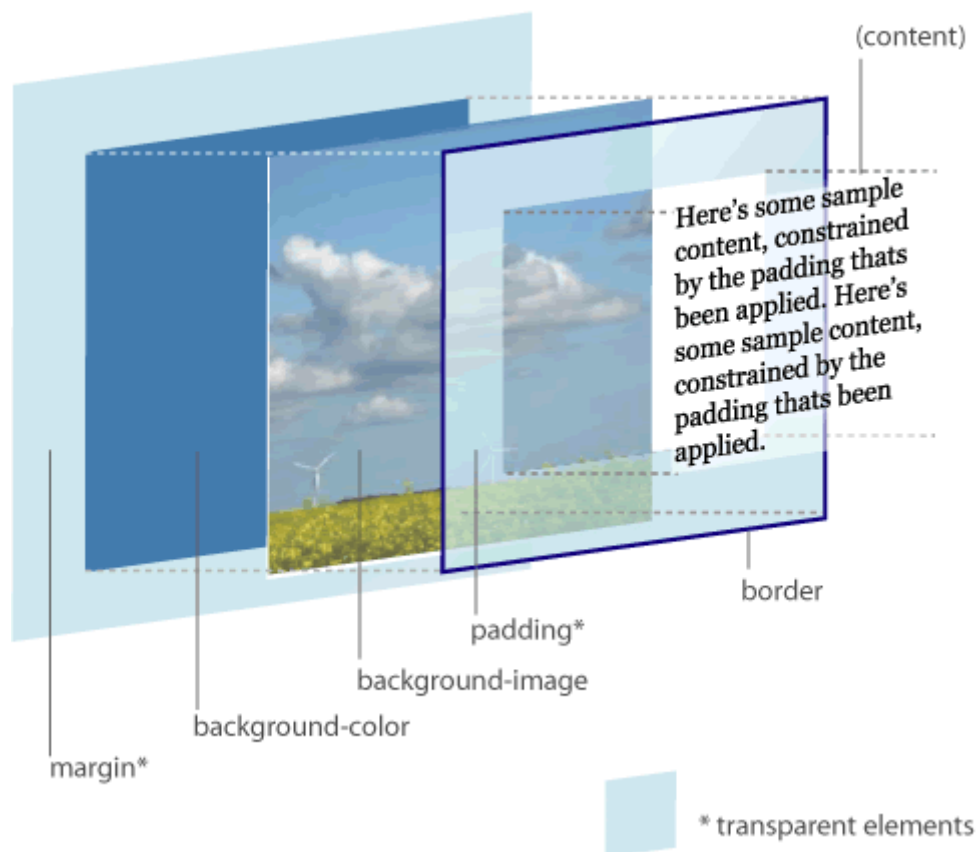 (content)
Here’s some sample
content, constrained
by the padding thats
been applied. Here’s
some sample content,
constrained by the
padding thats been
applied.
border
padding*
background-image
background-color
margin*
* transparent elements